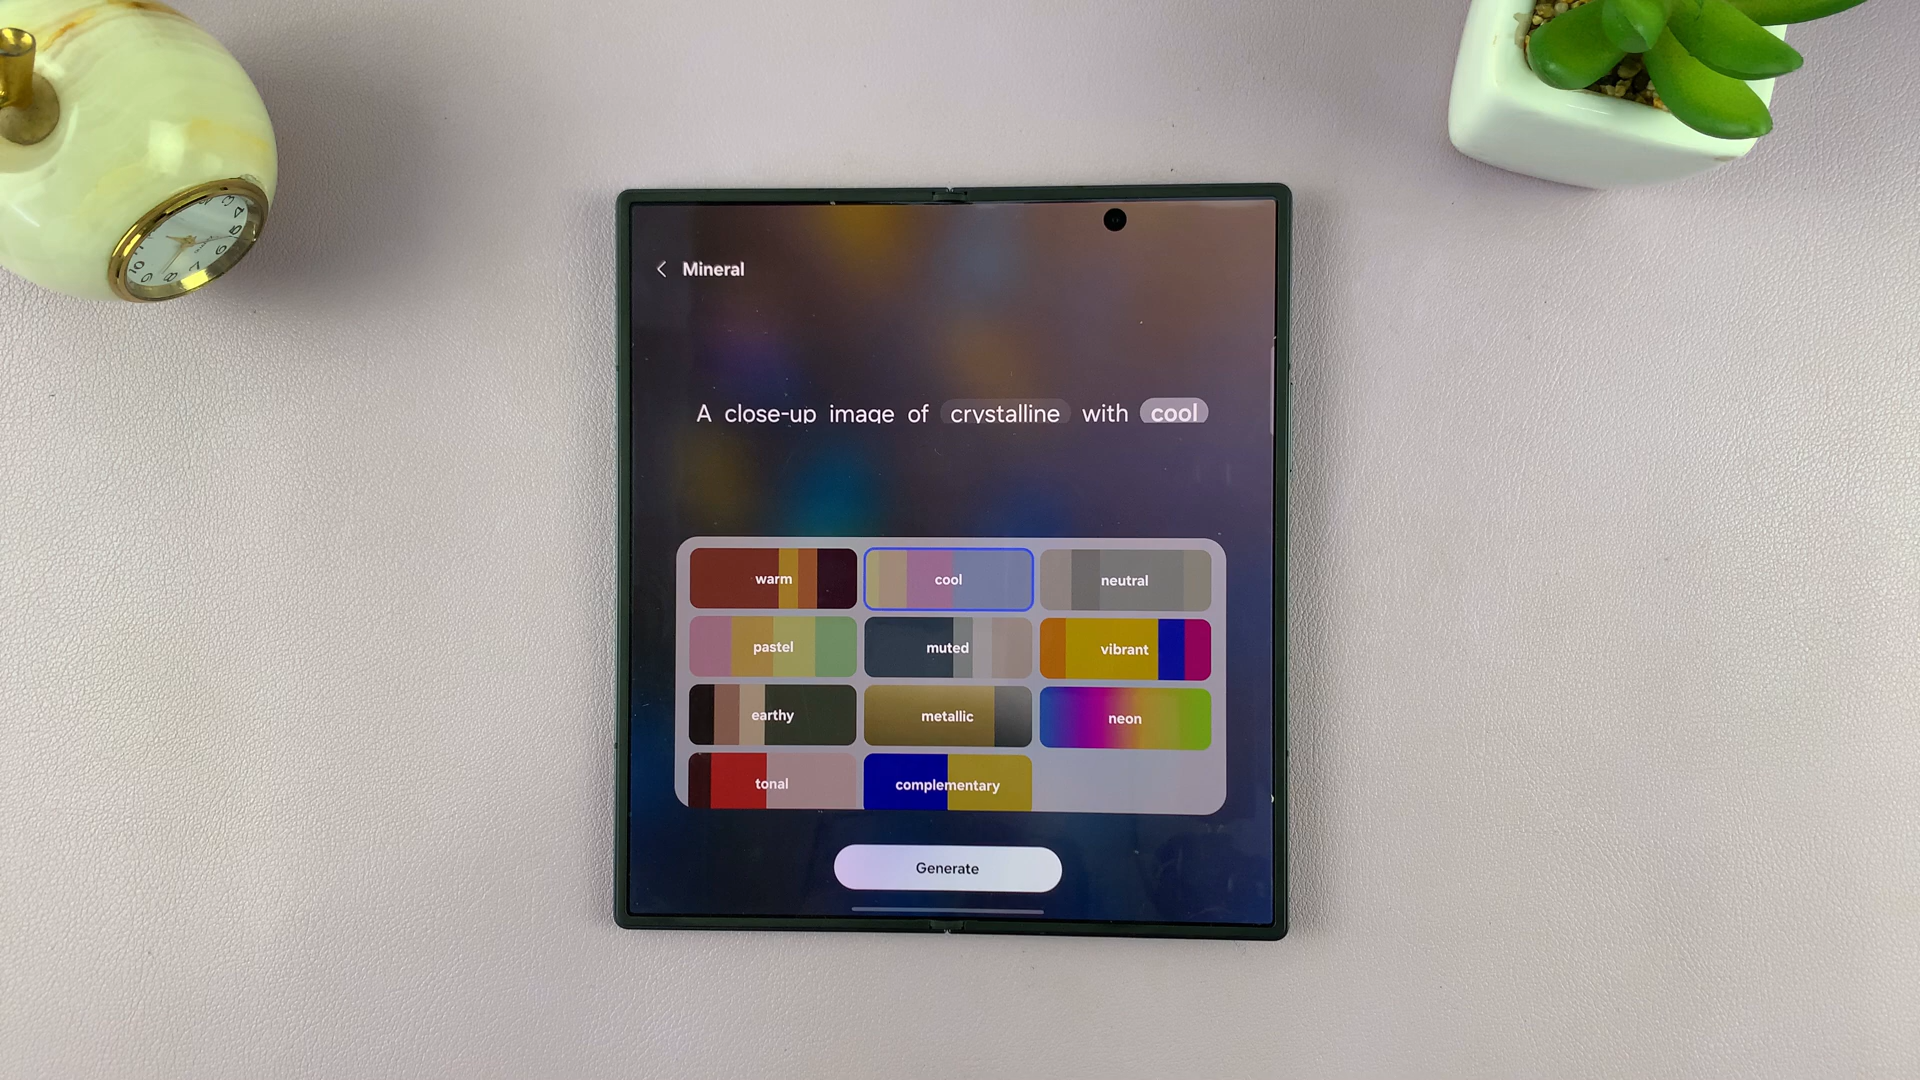 Mineral
A close-up image of crystalline with cool
warm cool neutral
pastel muted vibrant
earthy metallic neon
tonal complementary
Generate